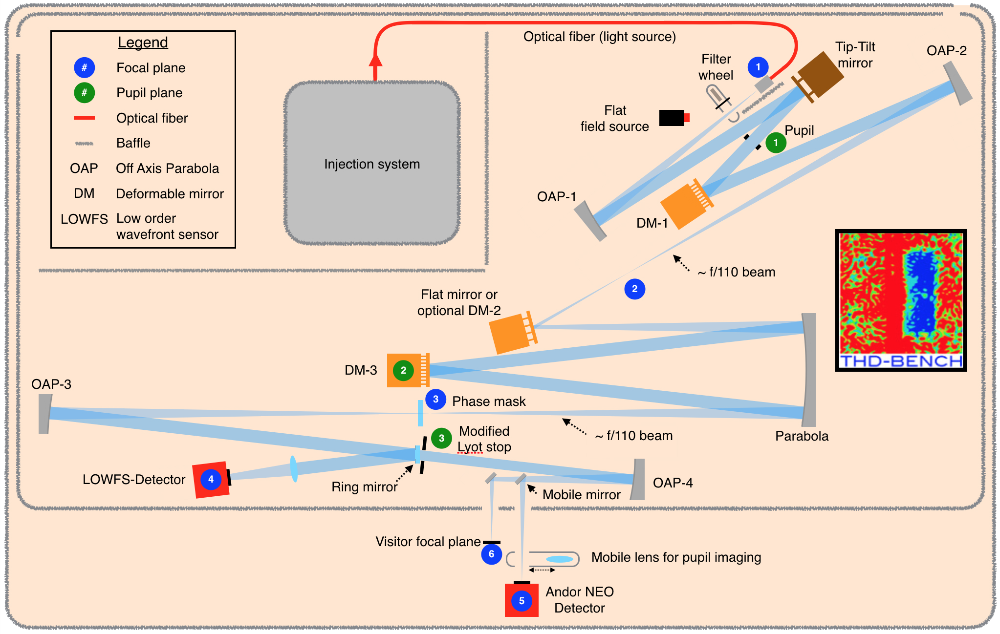 Legend
# Focal plane
# Pupil plane
Optical fiber
Baffle
OAP Off Axis Parabola
DM Deformable mirror
LOWFS Low order
wavefront sensor
Injection system
Optical fiber (light source)
1
Filter
wheel
Tip-Tilt
mirror
OAP-2
Flat
field source
Pupil
1
OAP-1
DM-1
~ f/110 beam
2
Flat mirror or
optional DM-2
THD-BENCH
DM-3
2
OAP-3
3
Phase mask
~ f/110 beam
Parabola
3
Modified
Lyot stop
LOWFS-Detector
4
Ring mirror
OAP-4
Mobile mirror
Visitor focal plane
6
Mobile lens for pupil imaging
Andor NEO
Detector
5